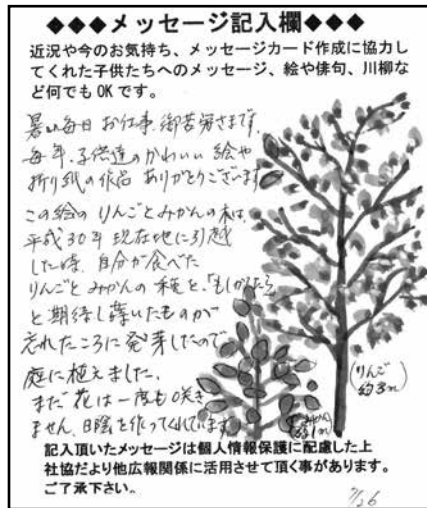 ◆◆◆メッセージ記入欄◆◆◆
近況や今のお気持ち、メッセージカード作成に協力し
てくれた子供たちへのメッセージ、絵や俳句、川柳な
ど何でもOKです。
暑い毎日 お仕事、御苦労さまです。
毎年、子供達のかわいい絵や
折り紙の作品 ありがとうございます
この絵の りんごとみかんの木は、
平成30年 現在地に引越
した時、自分が食べた
りんごとみかんの種を、「もしかしたら」
と期待し蒔いたものが
忘れたころに発芽したので
庭に植えました。
まだ花は一度も咲き
ません、日陰を作ってくれています。
(りんご
約3m)
(みかん
約1m)
記入頂いたメッセージは個人情報保護に配慮した上
社協だより他広報関係に活用させて頂く事があります。
ご了承下さい。
7/26